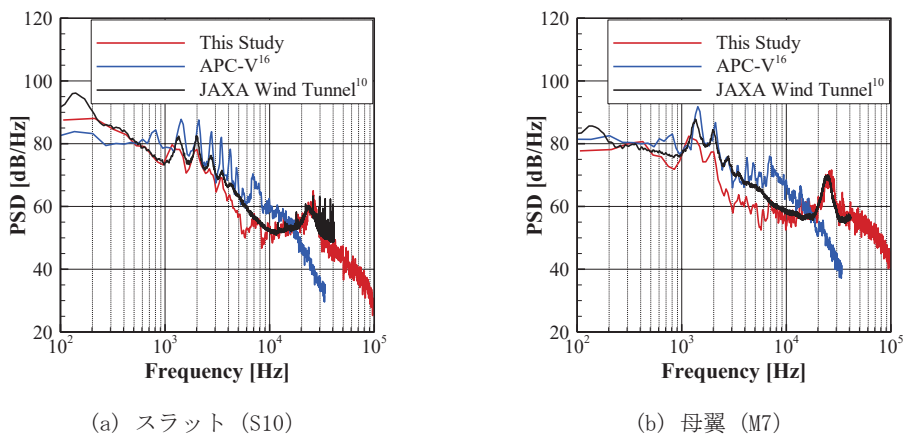 120
100
80
60
40
20
PSD [dB/Hz]
This Study
APC-V16
JAXA Wind Tunnel10
10² 10³ 10⁴ 10⁵
Frequency [Hz]
(a) スラット (S10)
120
100
80
60
40
20
PSD [dB/Hz]
This Study
APC-V16
JAXA Wind Tunnel10
10² 10³ 10⁴ 10⁵
Frequency [Hz]
(b) 母翼 (M7)